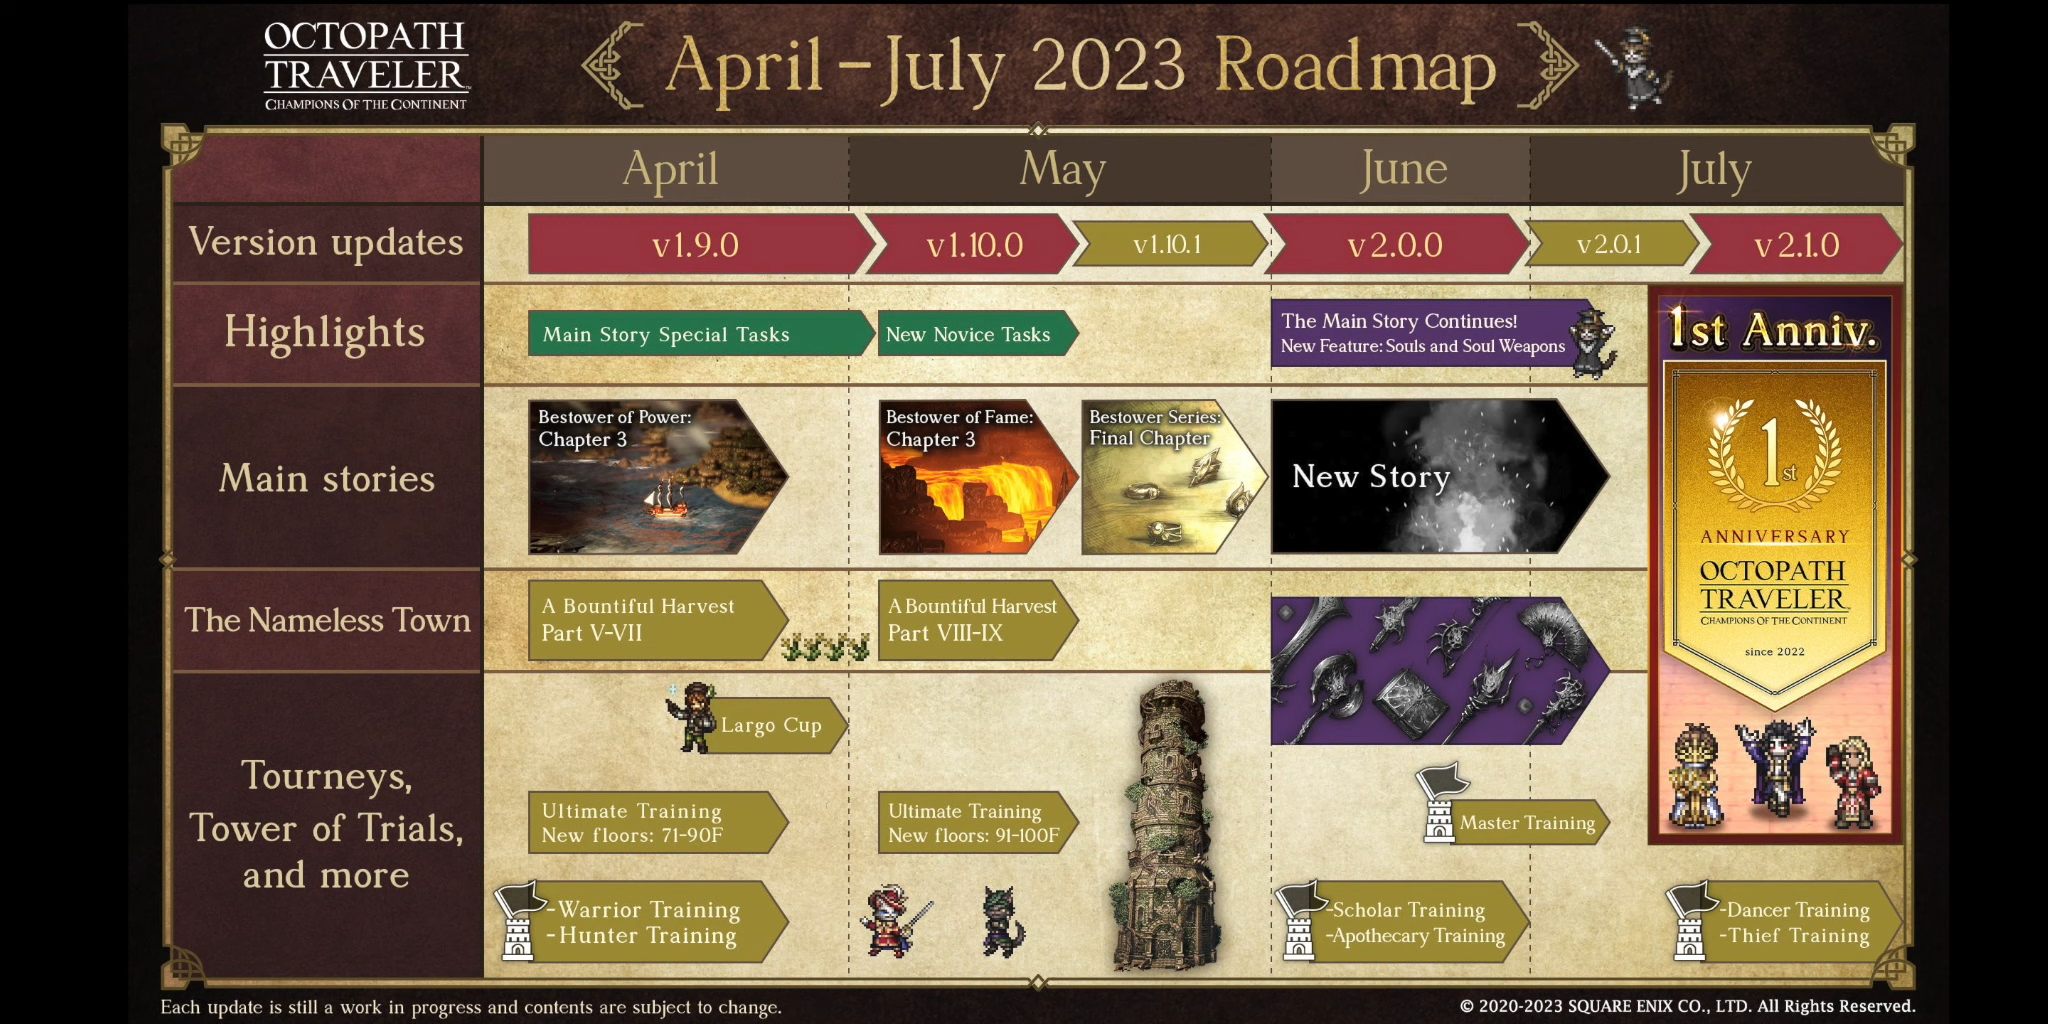 OCTOPATH
TRAVELER
CHAMPIONS OF THE CONTINENT
April – July 2023 Roadmap
April
May
June
July
Version updates
v1.9.0
v1.10.0
v1.10.1
v2.0.0
v2.0.1
v2.1.0
Highlights
Main Story Special Tasks
New Novice Tasks
The Main Story Continues!
New Feature: Souls and Soul Weapons
1st Anniv.
Main stories
Bestower of Power:
Chapter 3
Bestower of Fame:
Chapter 3
Bestower Series:
Final Chapter
New Story
1st
ANNIVERSARY
OCTOPATH
TRAVELER
CHAMPIONS OF THE CONTINENT
since 2022
The Nameless Town
A Bountiful Harvest
Part V-VII
A Bountiful Harvest
Part VIII-IX
Tourneys,
Tower of Trials,
and more
Largo Cup
Ultimate Training
New floors: 71-90F
Ultimate Training
New floors: 91-100F
Master Training
-Warrior Training
-Hunter Training
-Scholar Training
-Apothecary Training
-Dancer Training
-Thief Training
Each update is still a work in progress and contents are subject to change.
© 2020-2023 SQUARE ENIX CO., LTD. All Rights Reserved.